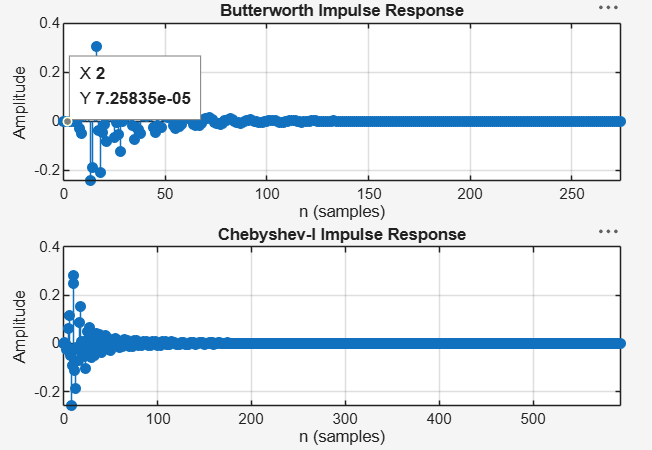 Butterworth Impulse Response
0.4
0.2
0
-0.2
Amplitude
X 2
Y 7.25835e-05
0 50 100 150 200 250
n (samples)
Chebyshev-I Impulse Response
0.4
0.2
0
-0.2
Amplitude
0 100 200 300 400 500
n (samples)